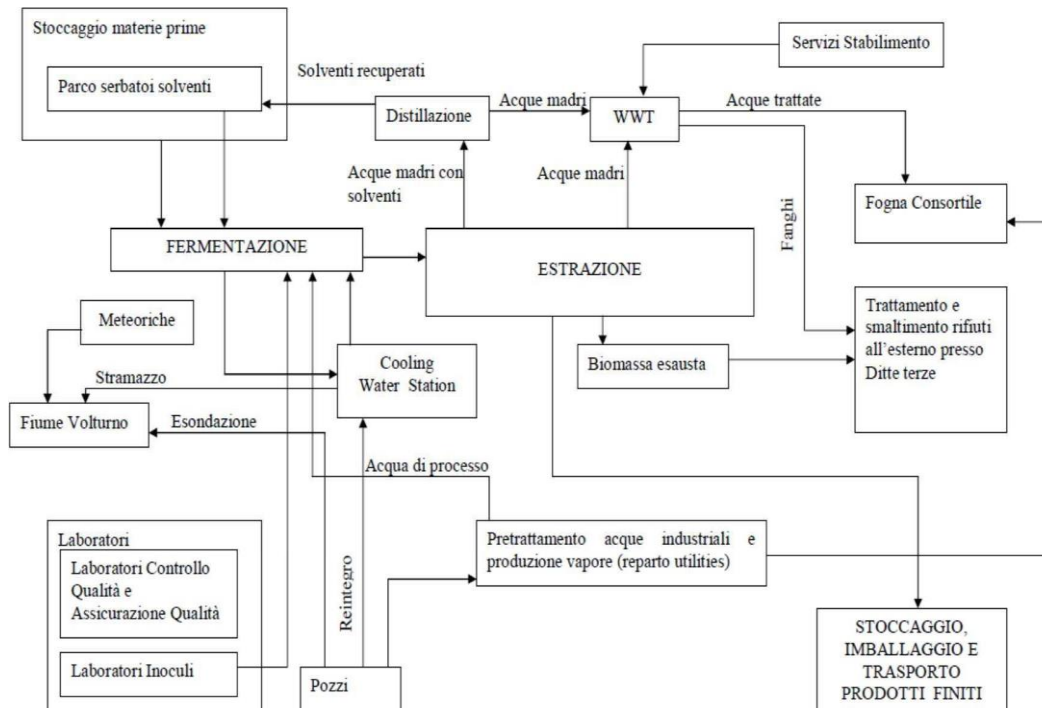 Stoccaggio materie prime
Parco serbatoi solventi
Solventi recuperati
Servizi Stabilimento
Distillazione
Acque madri
WWT
Acque trattate
Acque madri con
solventi
Acque madri
Fanghi
Fogna Consortile
FERMENTAZIONE
ESTRAZIONE
Meteoriche
Trattamento e
smaltimento rifiuti
all'esterno presso
Ditte terze
Cooling
Water Station
Biomassa esausta
Stramazzo
Fiume Volturno
Esondazione
Acqua di processo
Laboratori
Laboratori Controllo
Qualità e
Assicurazione Qualità
Reintegro
Pretrattamento acque industriali e
produzione vapore (reparto utilities)
Laboratori Inoculi
Pozzi
STOCCAGGIO,
IMBALLAGGIO E
TRASPORTO
PRODOTTI FINITI